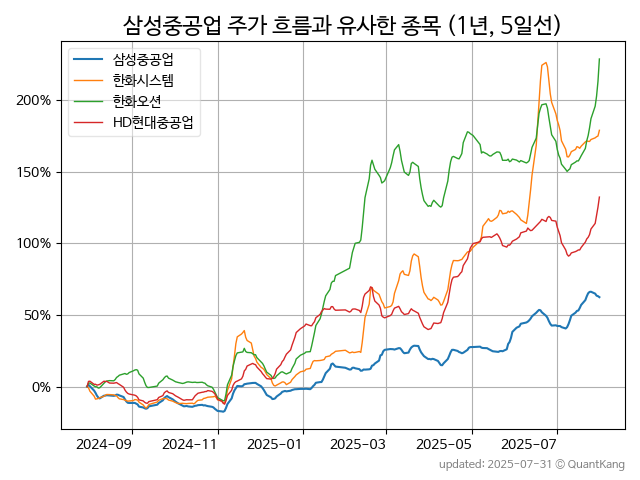 삼성중공업 주가 흐름과 유사한 종목 (1년, 5일선)
삼성중공업
한화시스템
한화오션
HD현대중공업
200%
150%
100%
50%
0%
2024-09 2024-11 2025-01 2025-03 2025-05 2025-07
updated: 2025-07-31 © QuantKang